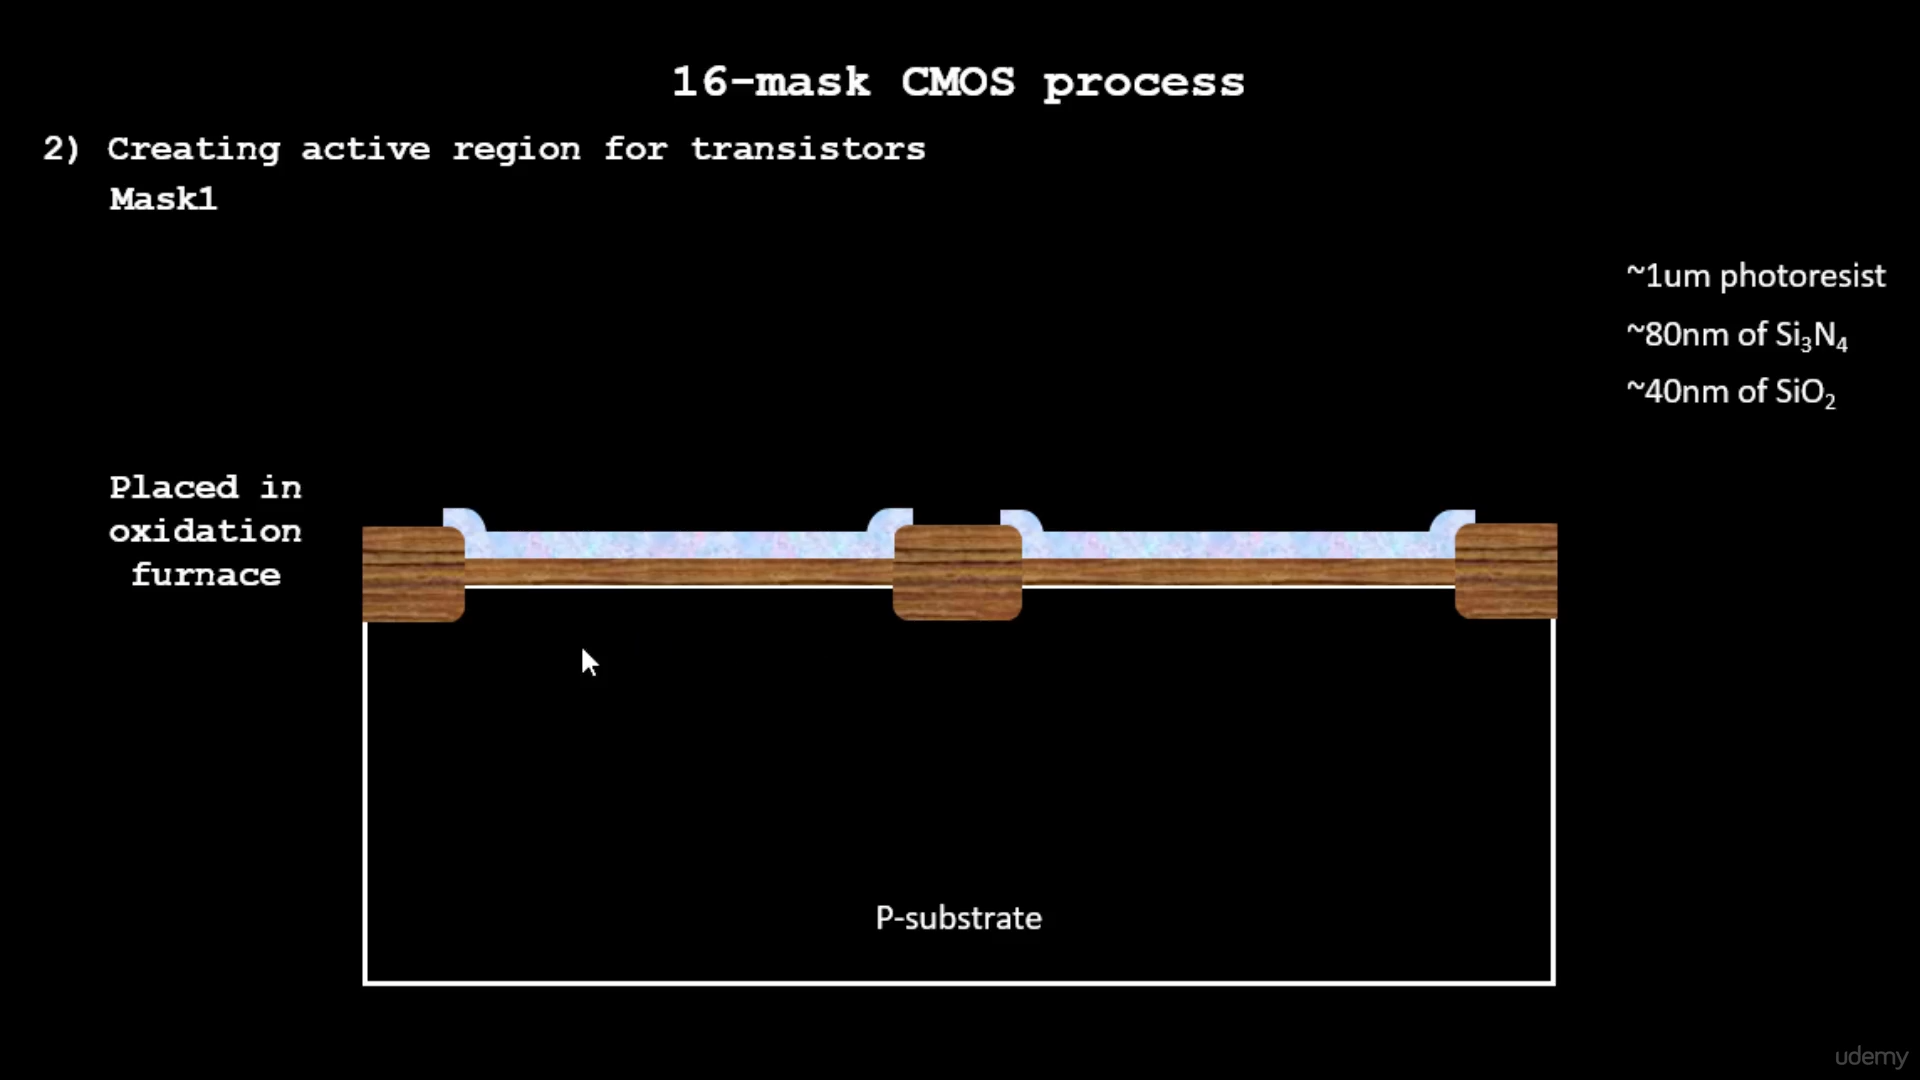 16-mask CMOS process
2) Creating active region for transistors
Mask1
~1um photoresist
~80nm of Si₃N₄
~40nm of SiO₂
Placed in
oxidation
furnace
P-substrate
udemy